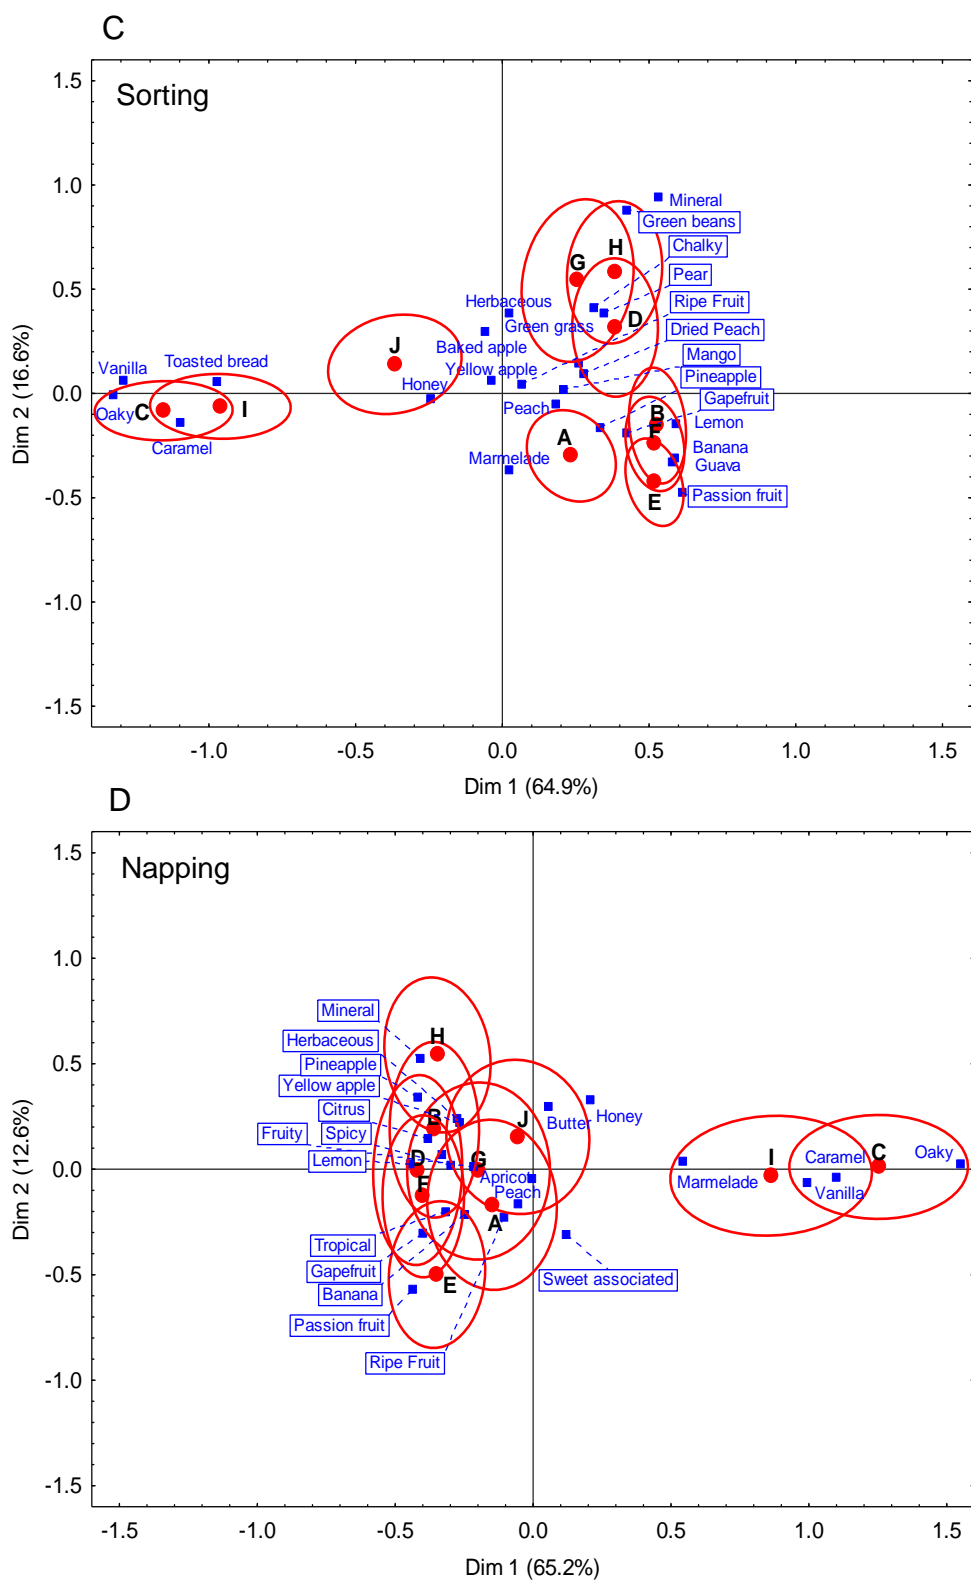 C
Sorting
1.5
1.0
0.5
0.0
-0.5
-1.0
-1.5
Dim 2 (16.6%)
Mineral
Green beans
H
Chalky
G
Pear
Herbaceous
Ripe Fruit
Green grass
D
Dried Peach
J
Baked apple
Mango
Vanilla
Toasted bread
Yellow apple
Pineapple
Honey
Gapefruit
Oaky
C
I
Peach
B
Lemon
Caramel
A
F
Banana
Marmelade
Guava
E
Passion fruit
-1.0
-0.5
0.0
0.5
1.0
1.5
Dim 1 (64.9%)
D
Napping
1.5
1.0
0.5
0.0
-0.5
-1.0
-1.5
Dim 2 (12.6%)
Mineral
H
Herbaceous
Pineapple
Yellow apple
Citrus
B
J
Butter
Honey
Fruity
Spicy
Lemon
D
G
Apricot
I
Caramel
C
Oaky
F
Peach
Marmelade
Vanilla
A
Tropical
Gapefruit
E
Sweet associated
Banana
Passion fruit
Ripe Fruit
-1.5
-1.0
-0.5
0.0
0.5
1.0
1.5
Dim 1 (65.2%)